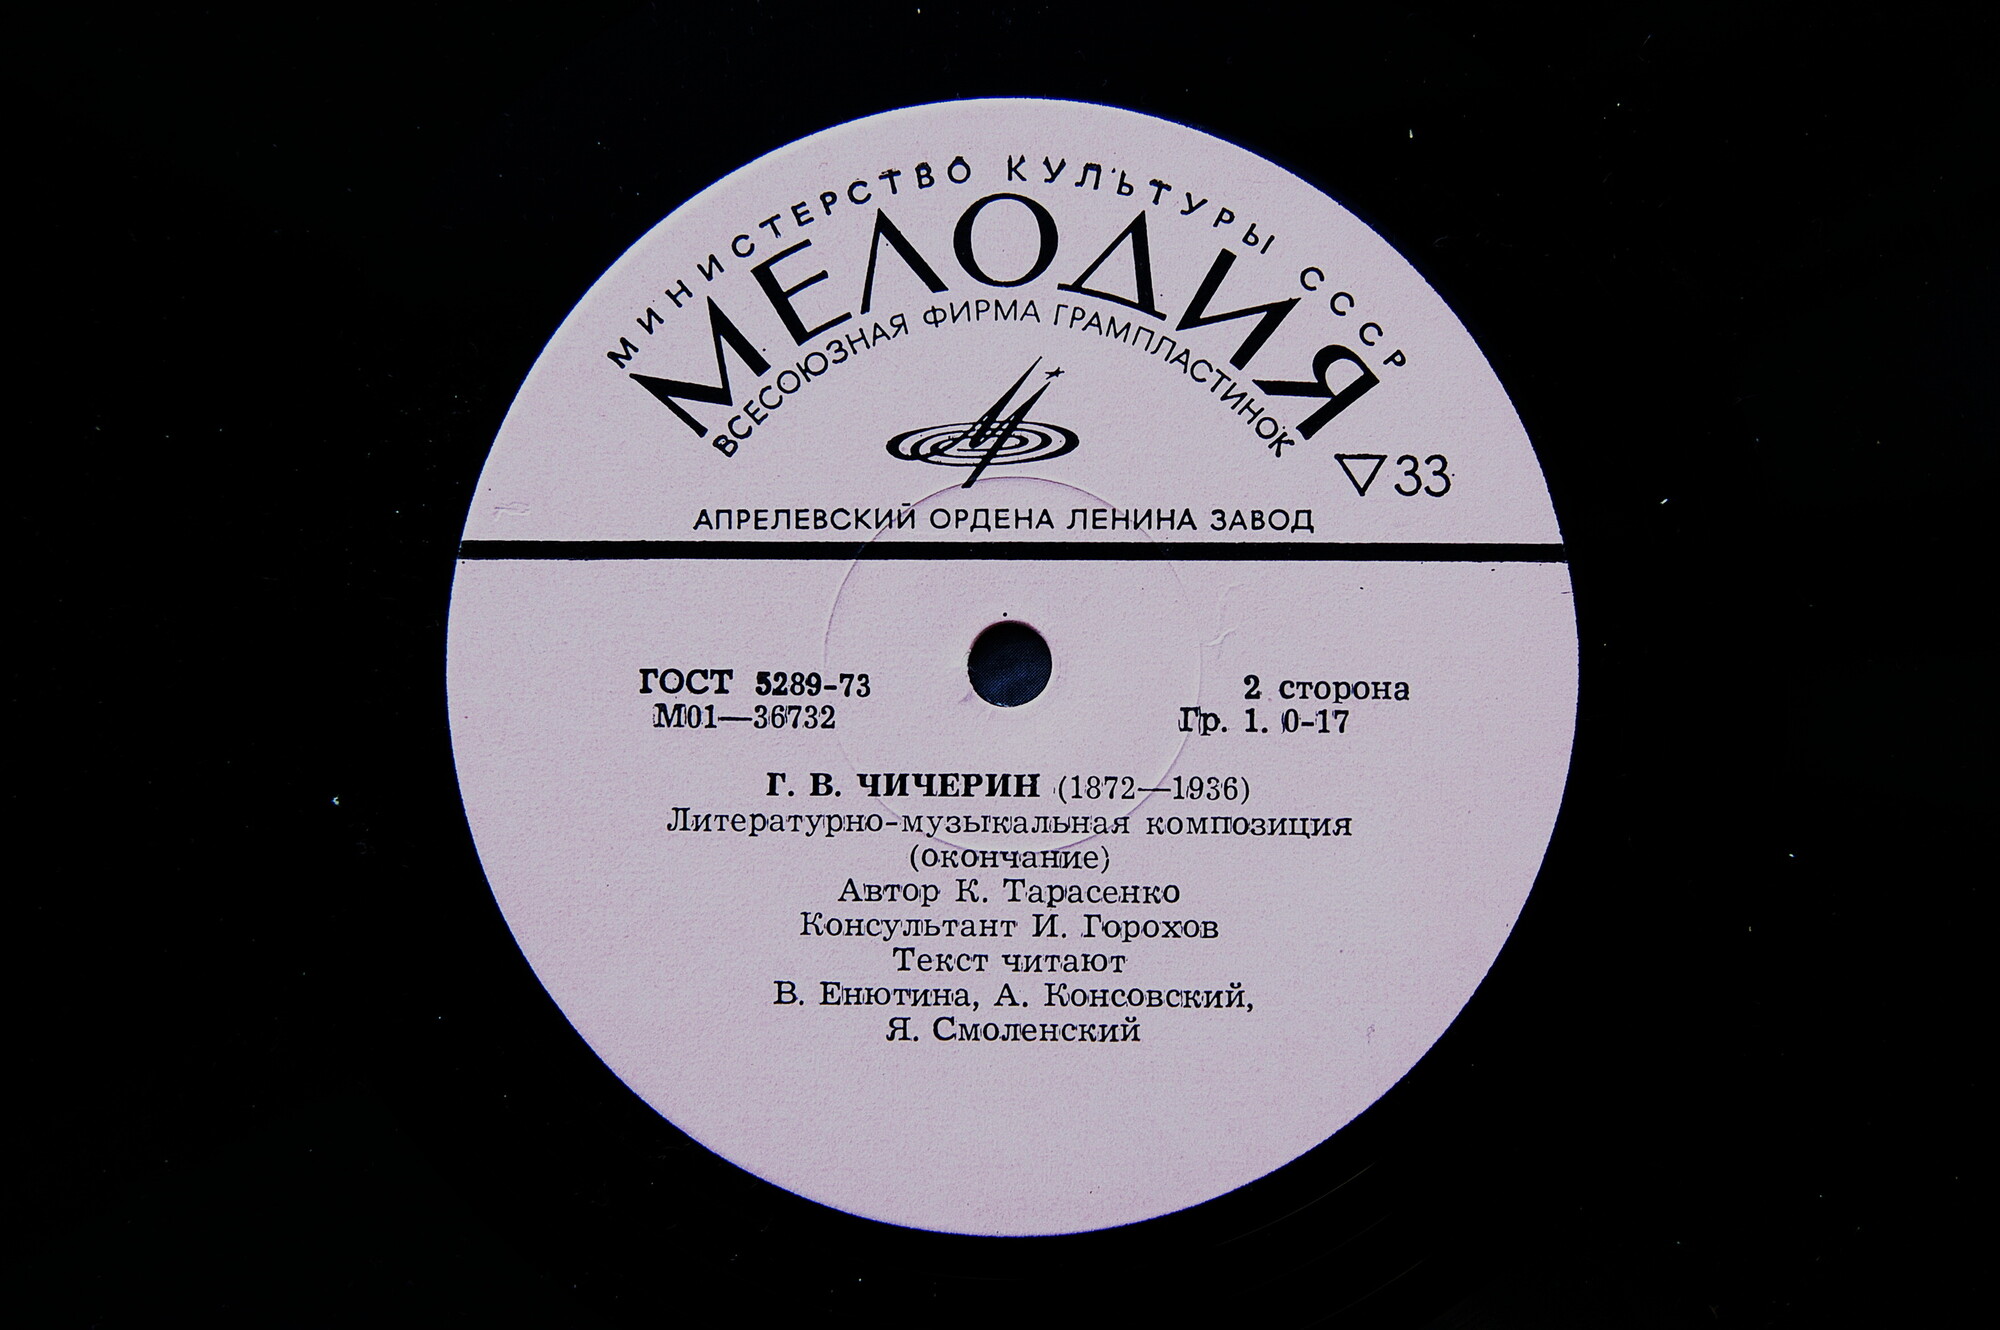 МИНИСТЕРСТВО КУЛЬТУРЫ СССР
МЕЛОДИЯ
ВСЕСОЮЗНАЯ ФИРМА ГРАМПЛАСТИНОК
▽33
АПРЕЛЕВСКИЙ ОРДЕНА ЛЕНИНА ЗАВОД
ГОСТ 5289-73
М01—36732
2 сторона
Гр. 1. 0-17
Г. В. ЧИЧЕРИН (1872—1936)
Литературно-музыкальная композиция
(окончание)
Автор К. Тарасенко
Консультант И. Горохов
Текст читают
В. Енютина, А. Консовский,
Я. Смоленский